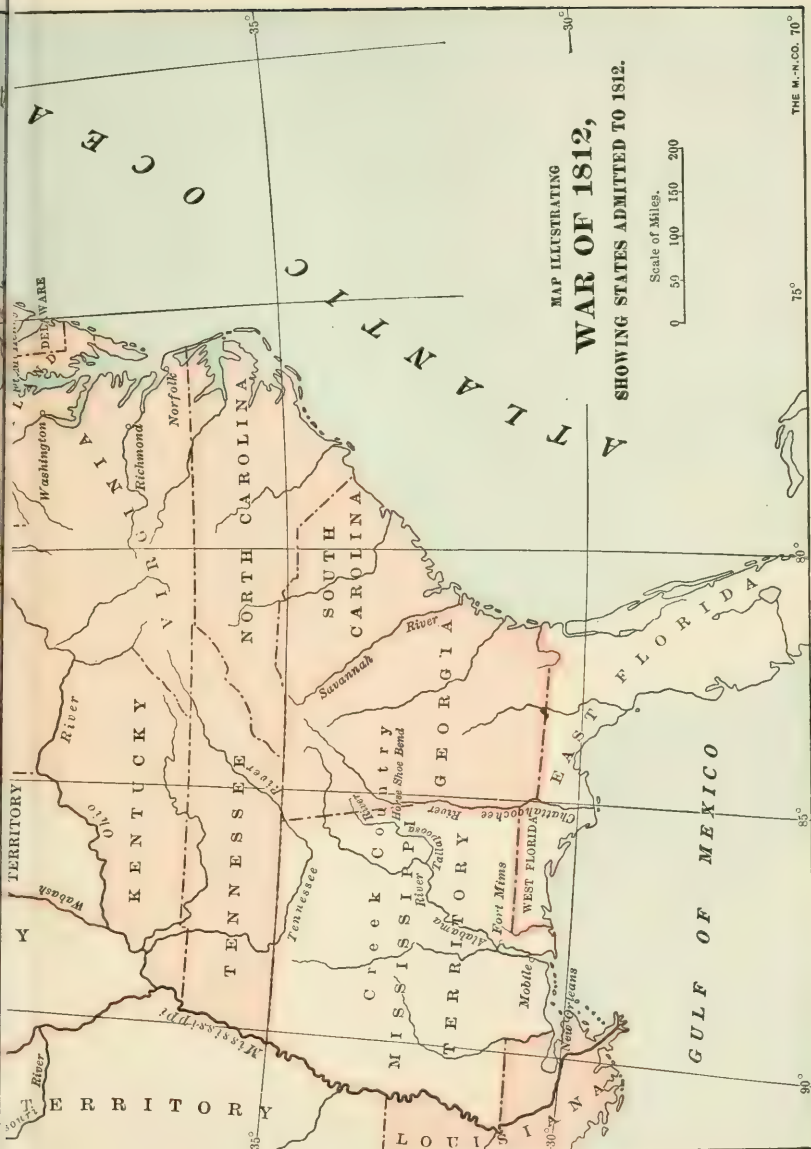 MAP ILLUSTRATING
WAR OF 1812,
SHOWING STATES ADMITTED TO 1812.
Scale of Miles.
0 50 100 150 200
THE M.-N.CO.
70°
75°
80°
85°
90°
35°
30°
35°
30°
ATLANTIC OCEA
GULF OF MEXICO
DELAWARE
Washington
VIRGINIA
Richmond
Norfolk
NORTH CAROLINA
SOUTH
CAROLINA
Savannah River
GEORGIA
EAST FLORIDA
WEST FLORIDA
Chattahoochee River
KENTUCKY
Ohio River
Wabash
TERRITORY
Y
TENNESSEE
Tennessee River
Creek Country
Horse Shoe Bend
Tallapoosa River
MISSISSIPPI
TERRITORY
Alabama River
Fort Mims
Mobile
New Orleans
Mississippi
souri River
TERRITORY
LOUI
IANA